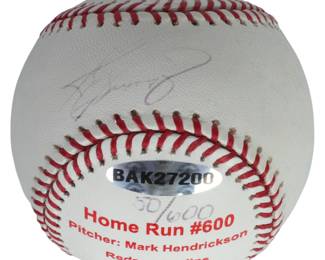 BAK27200
50/600
Home Run #600
Pitcher: Mark Hendrickson